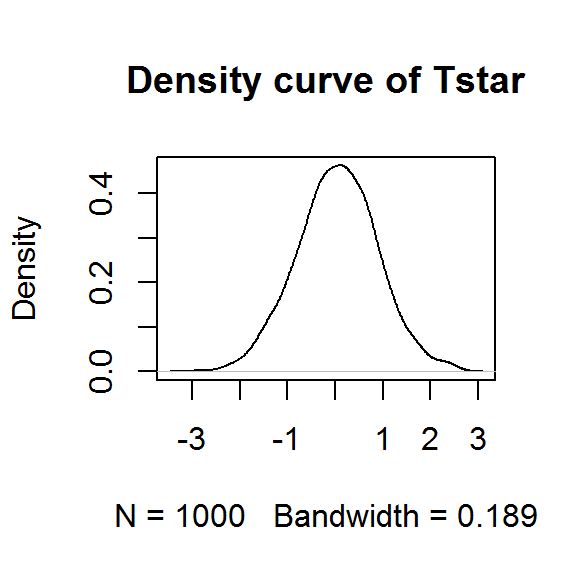 Density curve of Tstar
Density
0.4
0.2
0.0
-3 -1 1 2 3
N = 1000 Bandwidth = 0.189